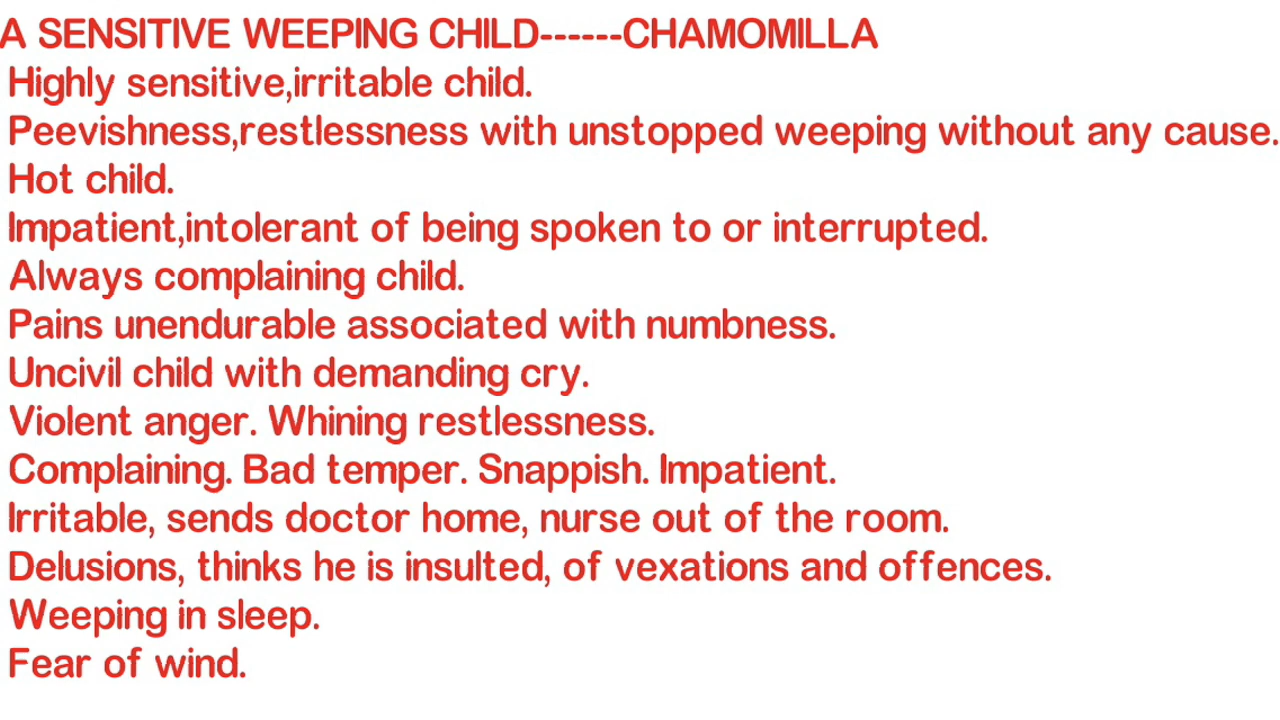 A SENSITIVE WEEPING CHILD------CHAMOMILLA
Highly sensitive,irritable child.
Peevishness,restlessness with unstopped weeping without any cause.
Hot child.
Impatient,intolerant of being spoken to or interrupted.
Always complaining child.
Pains unendurable associated with numbness.
Uncivil child with demanding cry.
Violent anger. Whining restlessness.
Complaining. Bad temper. Snappish. Impatient.
Irritable, sends doctor home, nurse out of the room.
Delusions, thinks he is insulted, of vexations and offences.
Weeping in sleep.
Fear of wind.